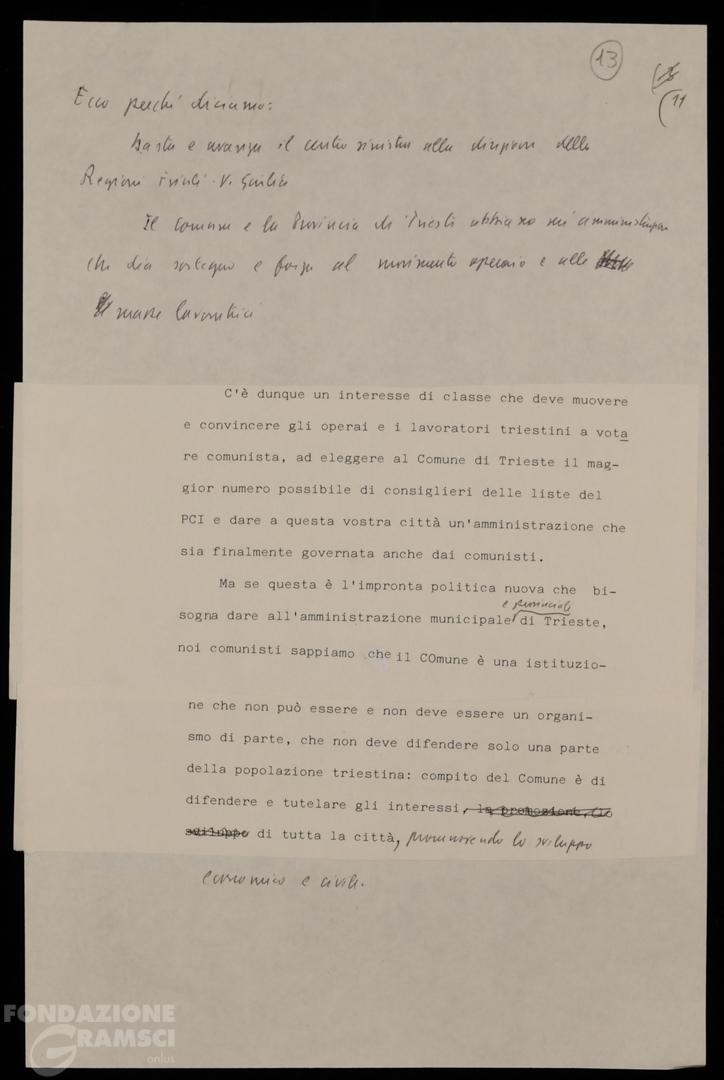 13
11
Ecco perché diciamo:
Basta e avanza il centro sinistra alla direzione della
Regione Friuli-V. Giulia
Il Comune e la Provincia di Trieste abbiano un'amministrazione
che dia sostegno e forza al movimento operaio e alle
masse lavoratrici
C'è dunque un interesse di classe che deve muovere
e convincere gli operai e i lavoratori triestini a vota
re comunista, ad eleggere al Comune di Trieste il mag-
gior numero possibile di consiglieri delle liste del
PCI e dare a questa vostra città un'amministrazione che
sia finalmente governata anche dai comunisti.
Ma se questa è l'impronta politica nuova che bi-
e provinciale
sogna dare all'amministrazione municipale di Trieste,
noi comunisti sappiamo che il COmune è una istituzio-
ne che non può essere e non deve essere un organi-
smo di parte, che non deve difendere solo una parte
della popolazione triestina: compito del Comune è di
difendere e tutelare gli interessi, la promozione, lo
sviluppo di tutta la città, promuovendo lo sviluppo
economico e civile.
FONDAZIONE
GRAMSCI
onlus